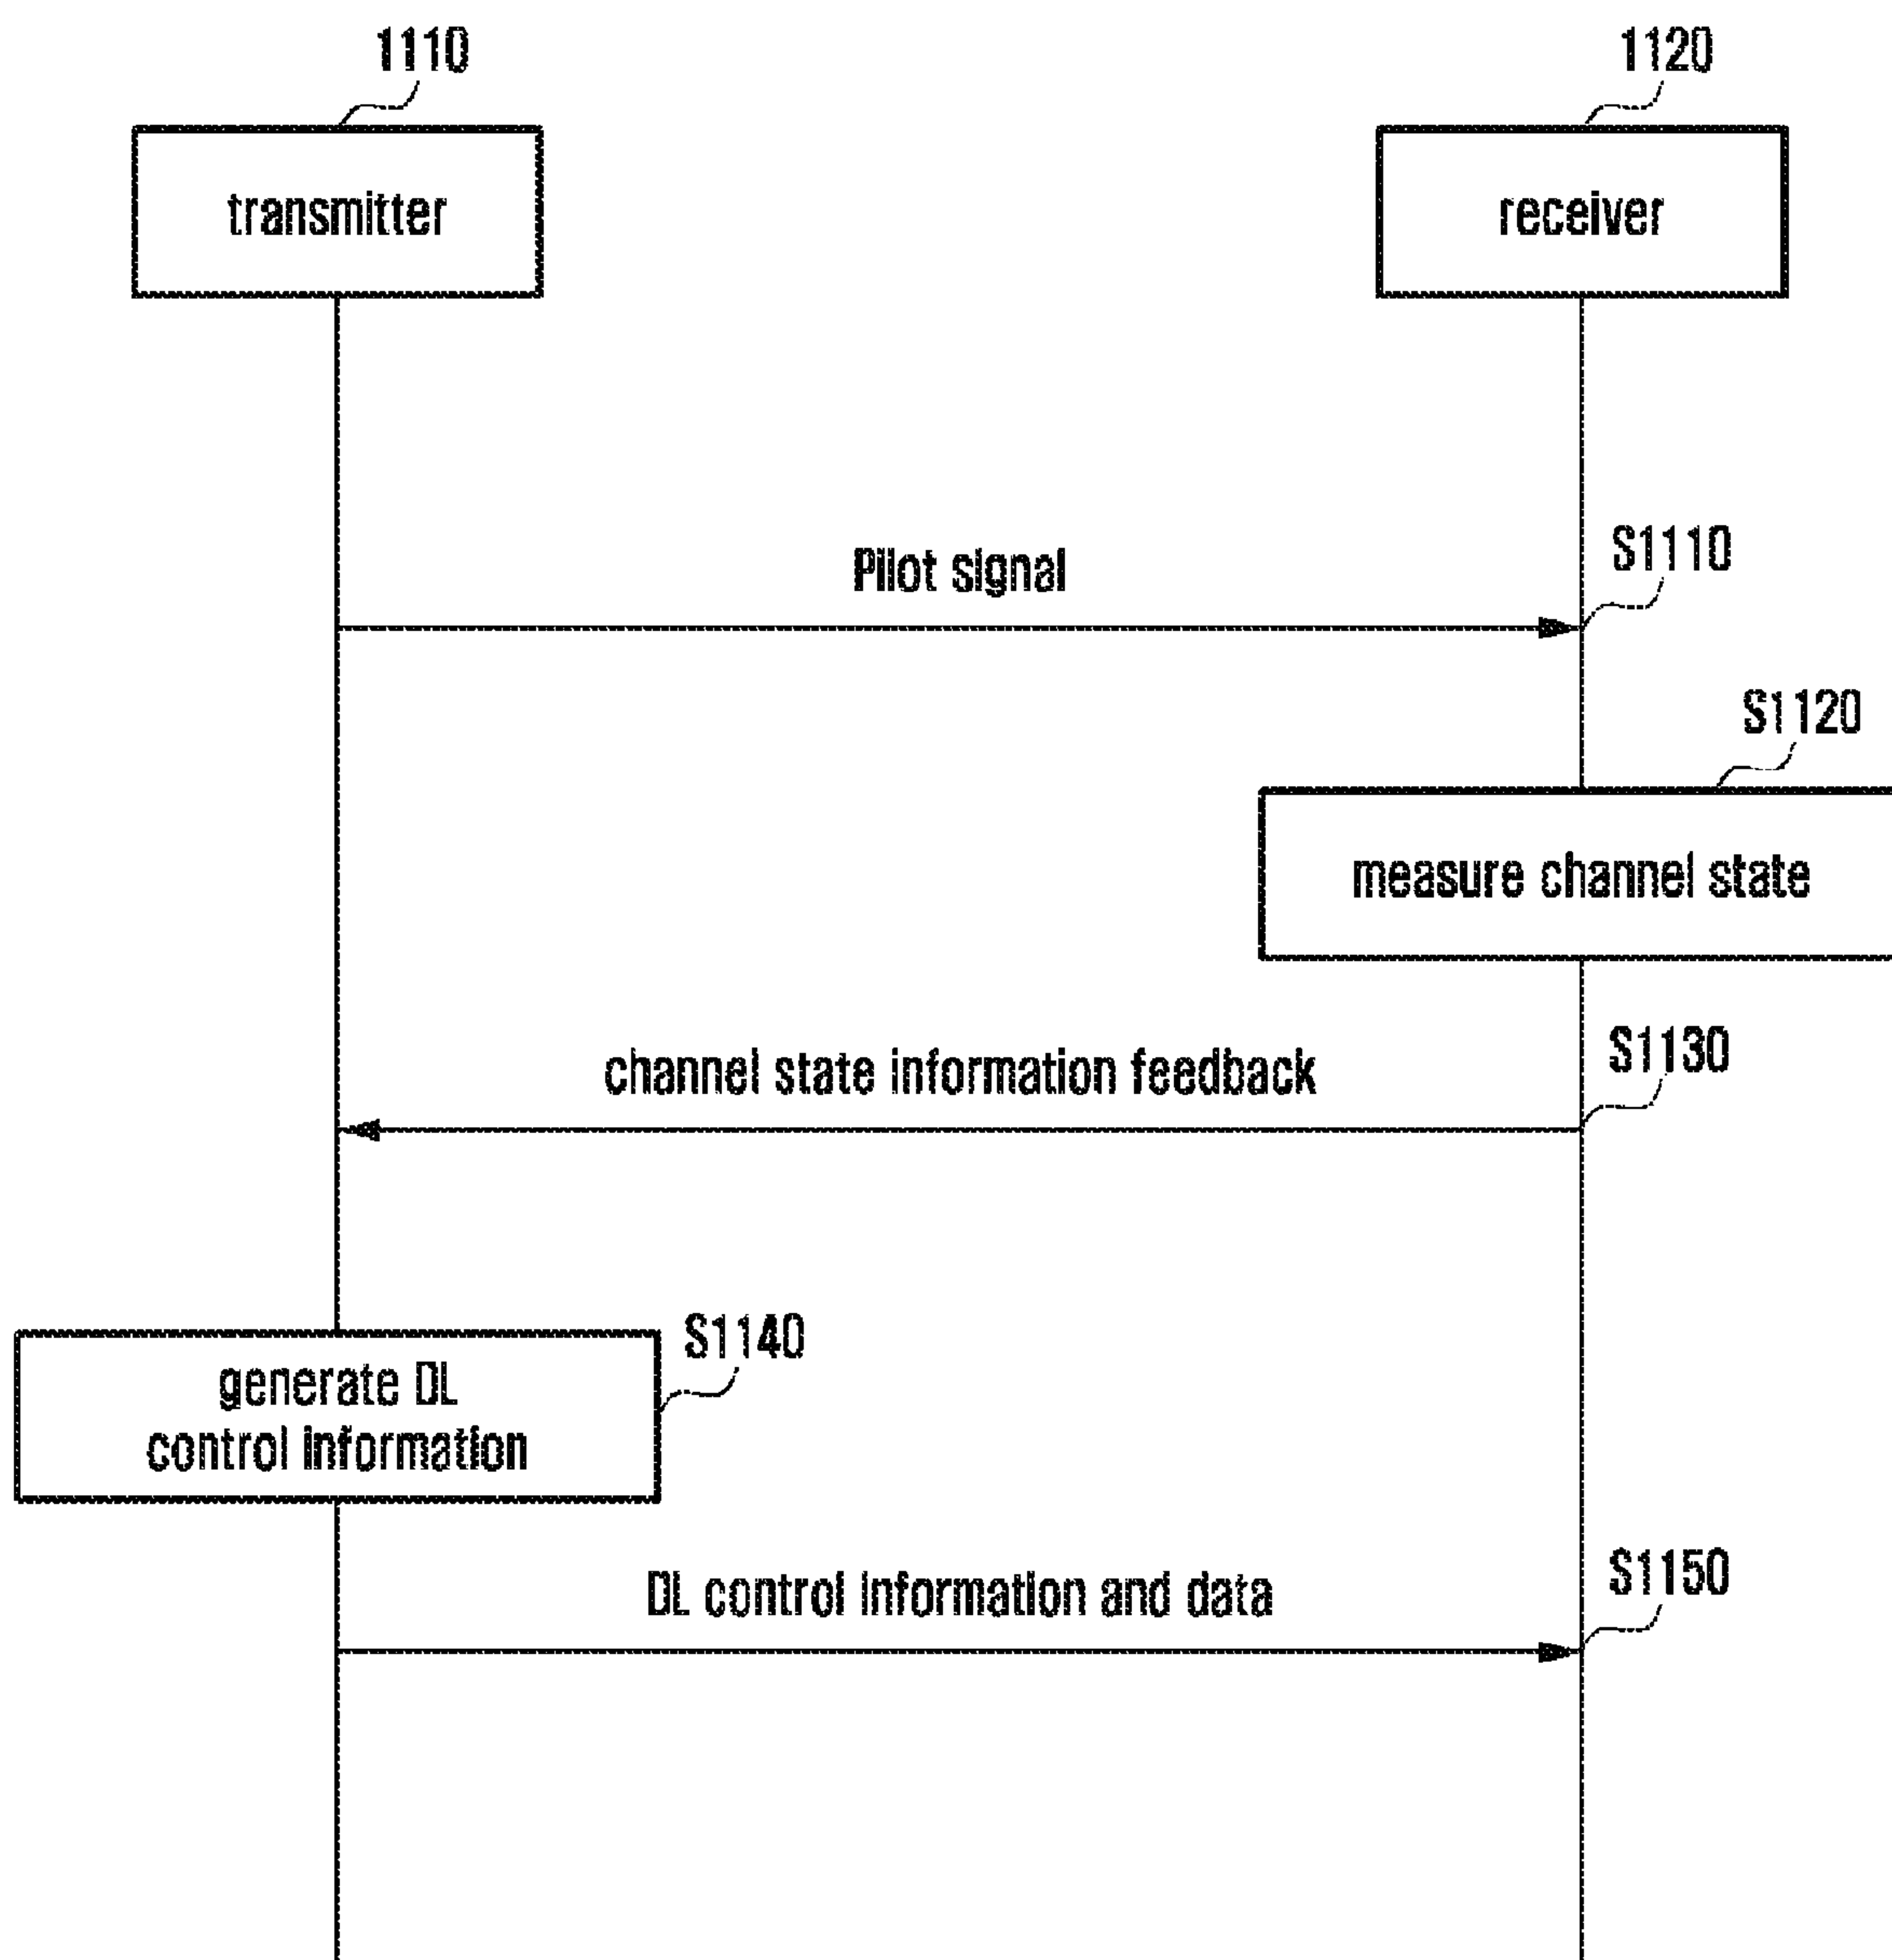 1110
1120
transmitter
receiver
S1110
Pilot signal
S1120
measure channel state
S1130
channel state information feedback
S1140
generate DL
control information
S1150
DL control information and data